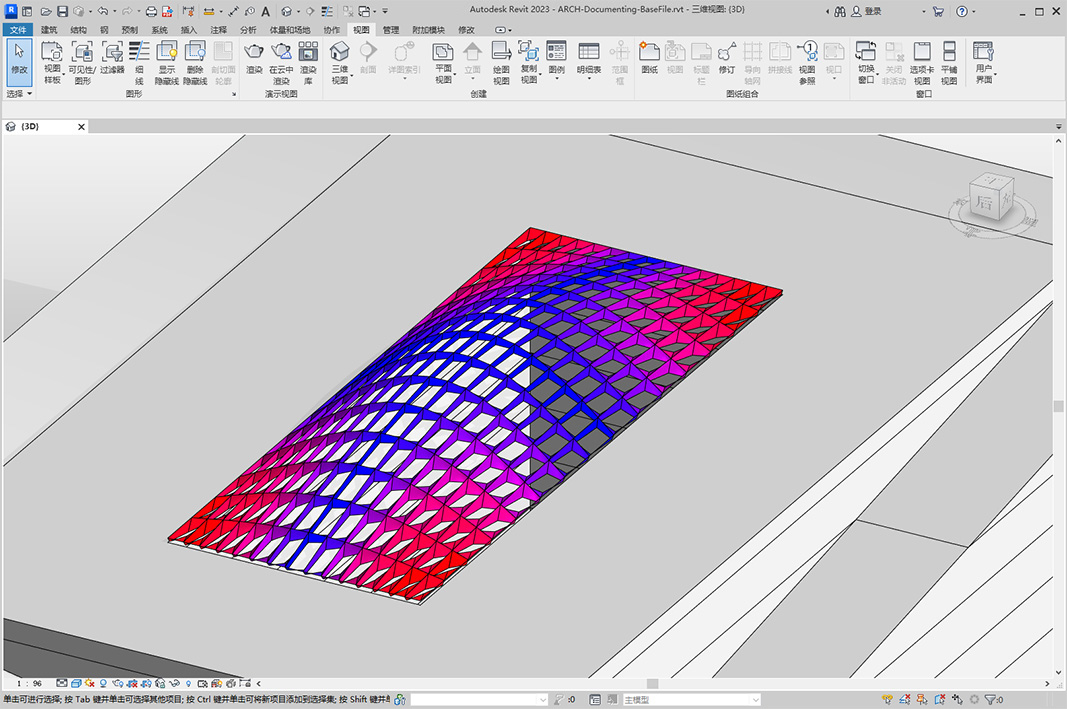 Autodesk Revit 2023 - ARCH-Documenting-BaseFile.rvt - 三维视图: {3D}
登录
文件 建筑 结构 钢 预制 系统 插入 注释 分析 体量和场地 协作 视图 管理 附加模块 修改
修改
视图样板
可见性/图形
过滤器
细线
显示隐藏线
删除隐藏线
剖切面轮廓
渲染
在云中渲染
渲染库
三维视图
剖面
详图索引
平面视图
立面
绘图视图
复制视图
图例
明细表
范围框
图纸
视图
标题栏
修订
导向轴网
拼接线
视图参照
视口
切换窗口
关闭非活动
选项卡视图
平铺视图
用户界面
选择 图形 演示视图 创建 图纸组合 窗口
{3D}
后
1 : 96
单击可进行选择; 按 Tab 键并单击可选择其他项目; 按 Ctrl 键并单击可将新项目添加到选择集; 按 Shift 键并单
:0
主模型
:0